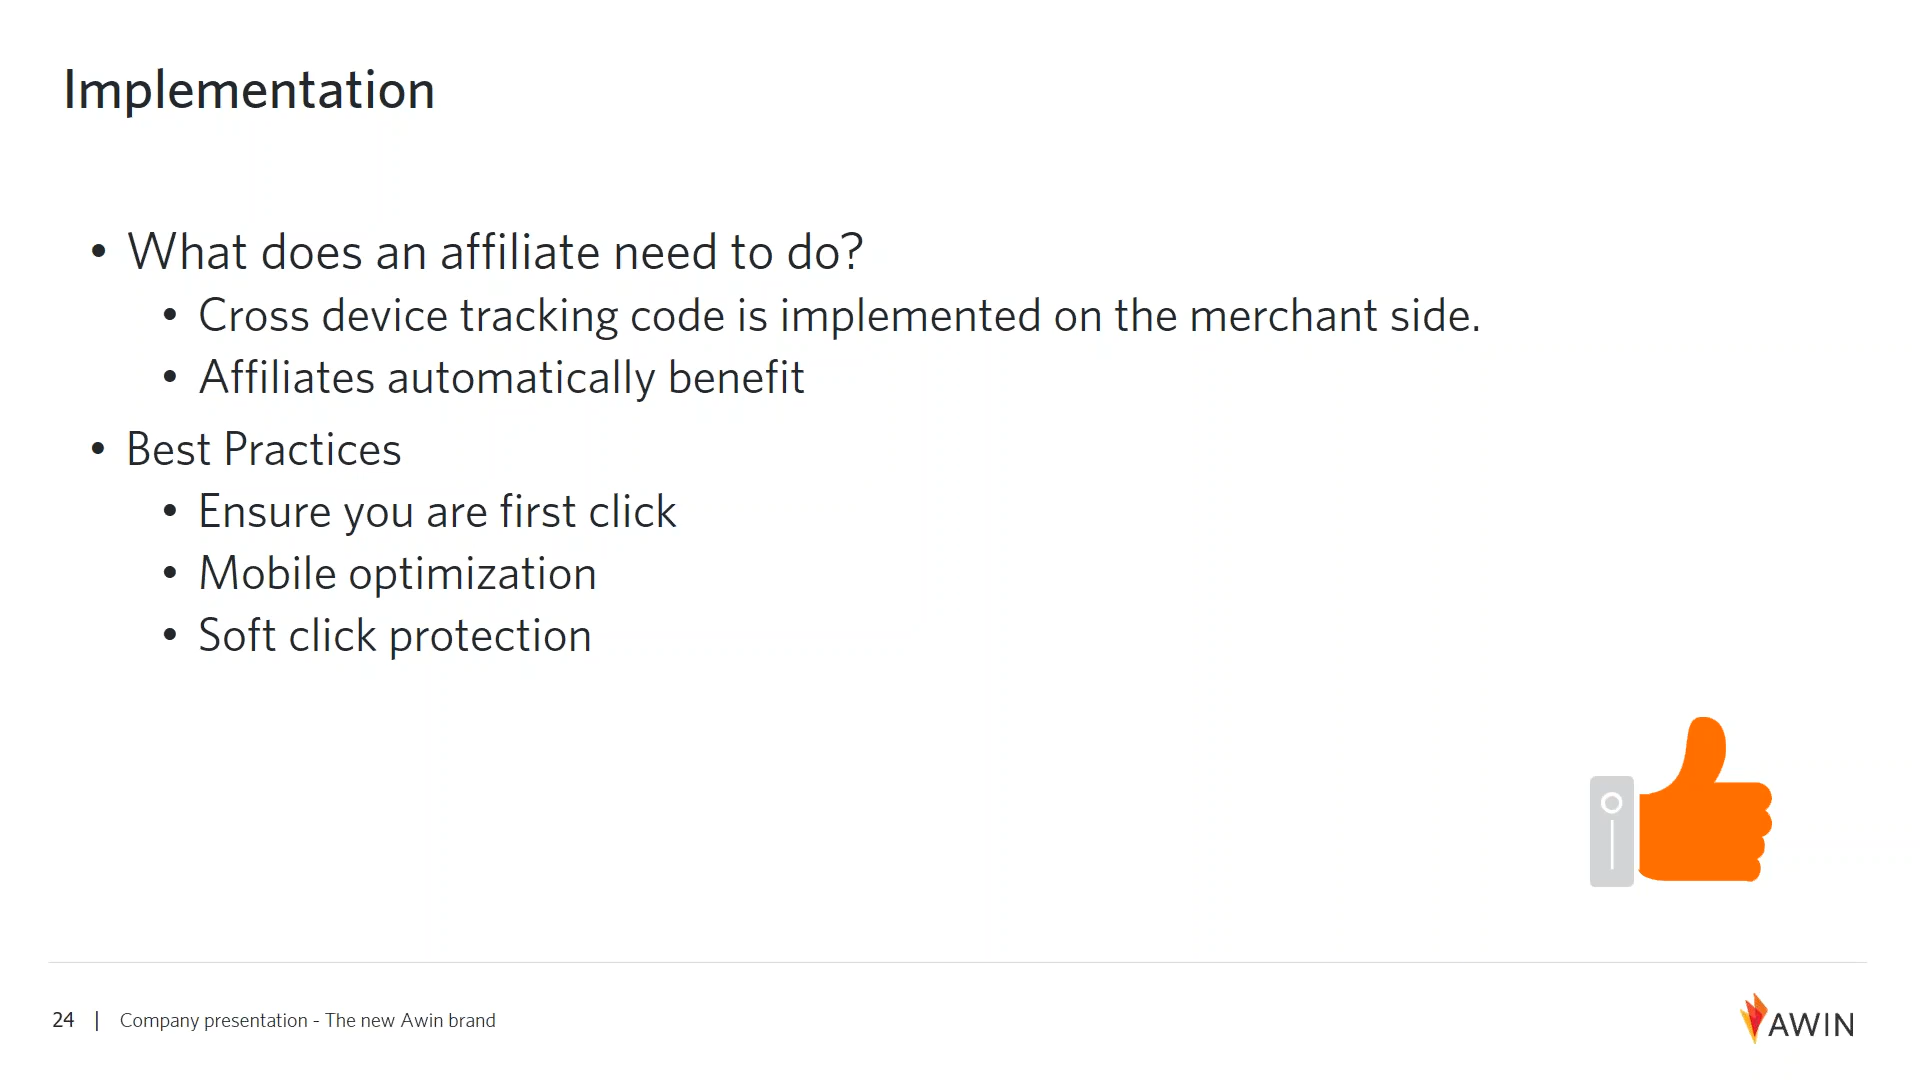 Implementation
• What does an affiliate need to do?
• Cross device tracking code is implemented on the merchant side.
• Affiliates automatically benefit
• Best Practices
• Ensure you are first click
• Mobile optimization
• Soft click protection
24 | Company presentation - The new Awin brand
AWIN